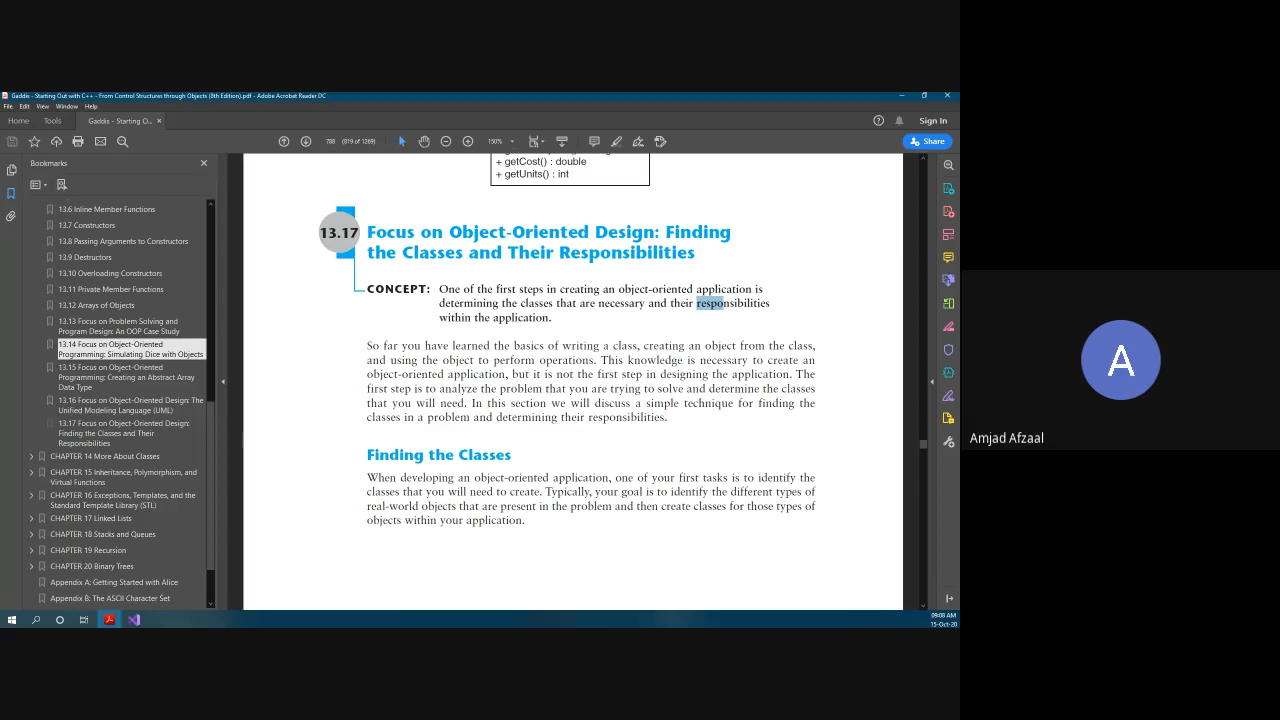 Gaddis - Starting Out with C++ - From Control Structures through Objects (8th Edition).pdf - Adobe Acrobat Reader DC
File Edit View Window Help
Home Tools Gaddis - Starting O... × Sign In
788 (819 of 1269) 150% Share
Bookmarks
13.6 Inline Member Functions
13.7 Constructors
13.8 Passing Arguments to Constructors
13.9 Destructors
13.10 Overloading Constructors
13.11 Private Member Functions
13.12 Arrays of Objects
13.13 Focus on Problem Solving and
Program Design: An OOP Case Study
13.14 Focus on Object-Oriented
Programming: Simulating Dice with Objects
13.15 Focus on Object-Oriented
Programming: Creating an Abstract Array
Data Type
13.16 Focus on Object-Oriented Design: The
Unified Modeling Language (UML)
13.17 Focus on Object-Oriented Design:
Finding the Classes and Their
Responsibilities
CHAPTER 14 More About Classes
CHAPTER 15 Inheritance, Polymorphism, and
Virtual Functions
CHAPTER 16 Exceptions, Templates, and the
Standard Template Library (STL)
CHAPTER 17 Linked Lists
CHAPTER 18 Stacks and Queues
CHAPTER 19 Recursion
CHAPTER 20 Binary Trees
Appendix A: Getting Started with Alice
Appendix B: The ASCII Character Set
+ getCost() : double
+ getUnits() : int
13.17 Focus on Object-Oriented Design: Finding
the Classes and Their Responsibilities
CONCEPT: One of the first steps in creating an object-oriented application is
determining the classes that are necessary and their responsibilities
within the application.
So far you have learned the basics of writing a class, creating an object from the class,
and using the object to perform operations. This knowledge is necessary to create an
object-oriented application, but it is not the first step in designing the application. The
first step is to analyze the problem that you are trying to solve and determine the classes
that you will need. In this section we will discuss a simple technique for finding the
classes in a problem and determining their responsibilities.
Finding the Classes
When developing an object-oriented application, one of your first tasks is to identify the
classes that you will need to create. Typically, your goal is to identify the different types of
real-world objects that are present in the problem and then create classes for those types of
objects within your application.
09:08 AM
15-Oct-20
A
Amjad Afzaal